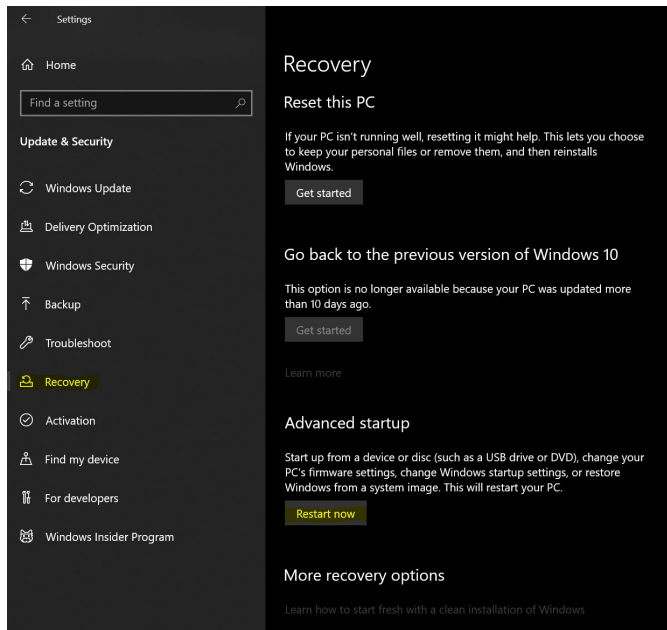 Settings
Home
Find a setting
Update & Security
Windows Update
Delivery Optimization
Windows Security
Backup
Troubleshoot
Recovery
Activation
Find my device
For developers
Windows Insider Program
Recovery
Reset this PC
If your PC isn't running well, resetting it might help. This lets you choose
to keep your personal files or remove them, and then reinstalls
Windows.
Get started
Go back to the previous version of Windows 10
This option is no longer available because your PC was updated more
than 10 days ago.
Get started
Learn more
Advanced startup
Start up from a device or disc (such as a USB drive or DVD), change your
PC's firmware settings, change Windows startup settings, or restore
Windows from a system image. This will restart your PC.
Restart now
More recovery options
Learn how to start fresh with a clean installation of Windows